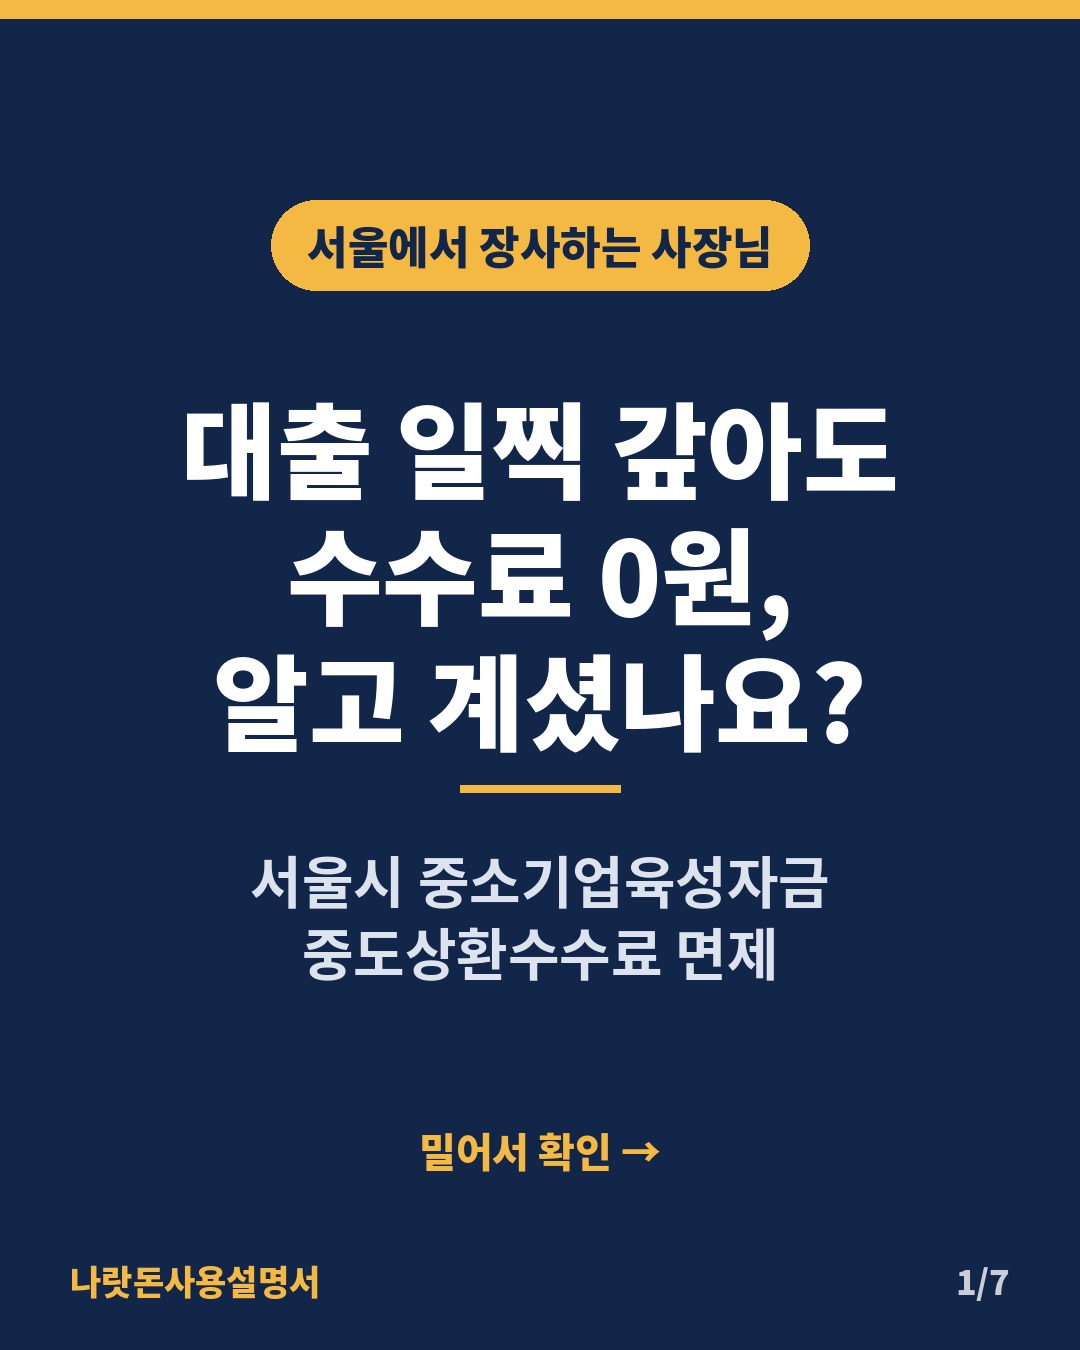 서울에서 장사하는 사장님
대출 일찍 갚아도
수수료 0원,
알고 계셨나요?
서울시 중소기업육성자금
중도상환수수료 면제
밀어서 확인 →
나랏돈사용설명서
1/7